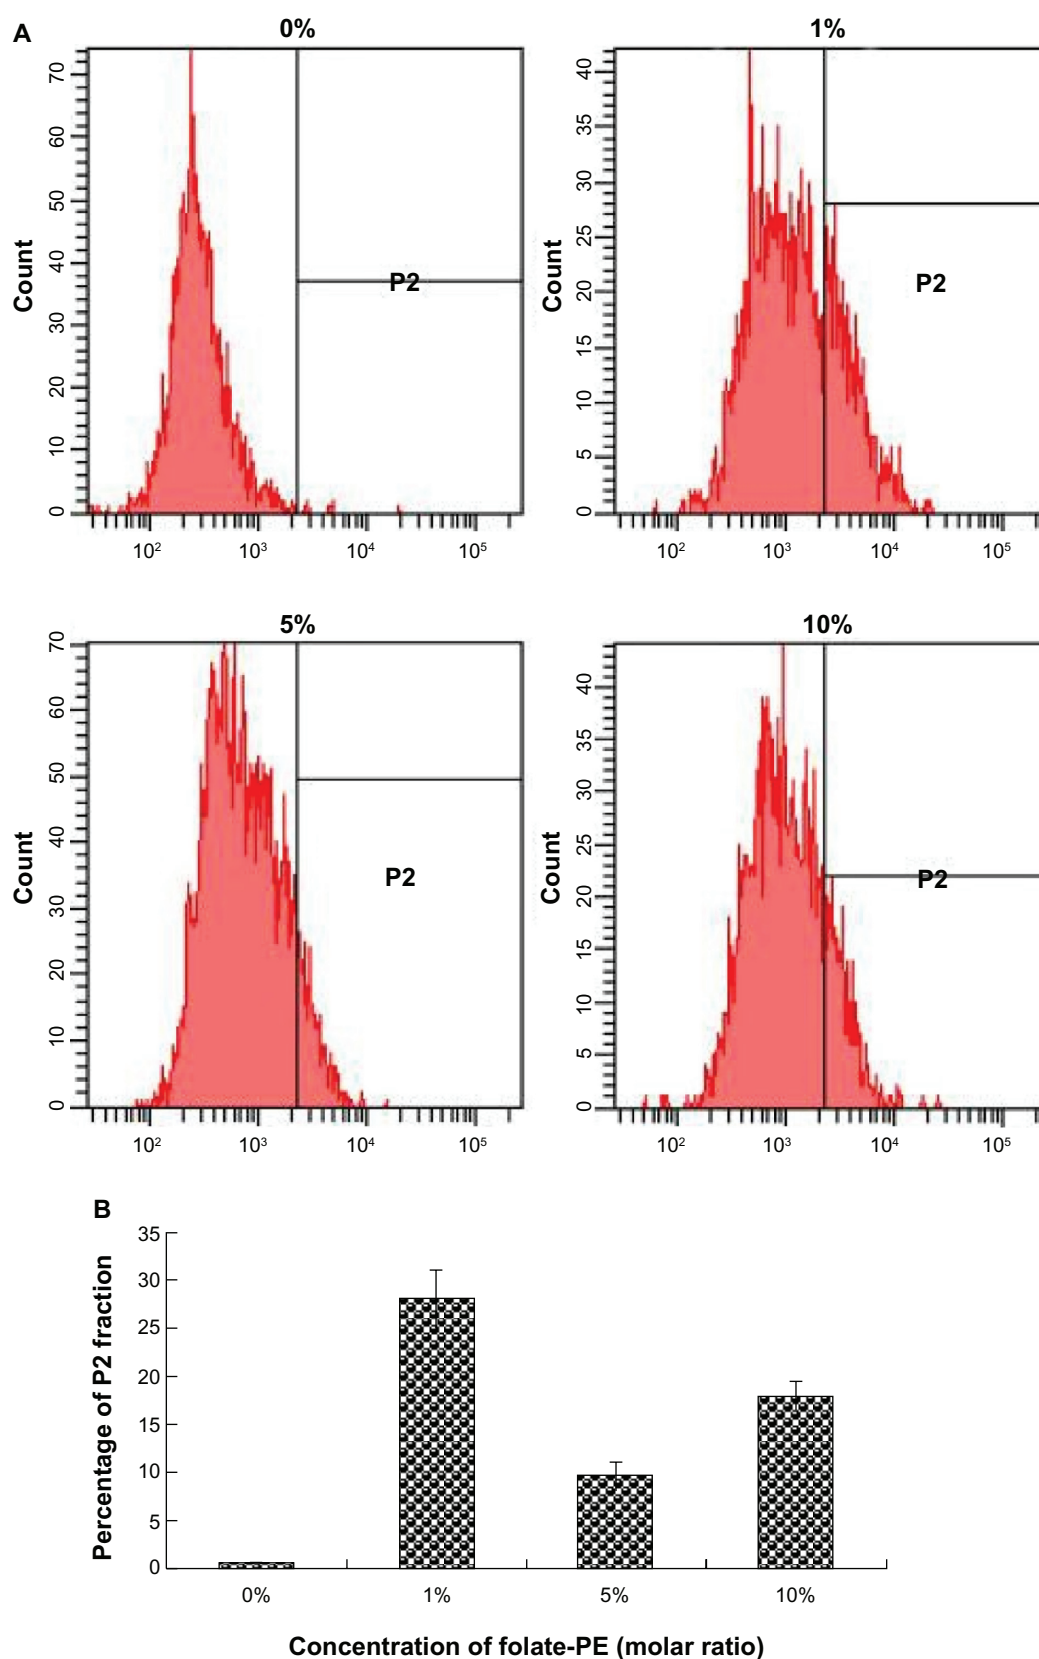 A
0%
Count
70
60
50
40
30
20
10
0
P2
10² 10³ 10⁴ 10⁵
1%
Count
40
35
30
25
20
15
10
5
0
P2
10² 10³ 10⁴ 10⁵
5%
Count
70
60
50
40
30
20
10
0
P2
10² 10³ 10⁴ 10⁵
10%
Count
40
35
30
25
20
15
10
5
0
P2
10² 10³ 10⁴ 10⁵
B
Percentage of P2 fraction
35
30
25
20
15
10
5
0
0% 1% 5% 10%
Concentration of folate-PE (molar ratio)